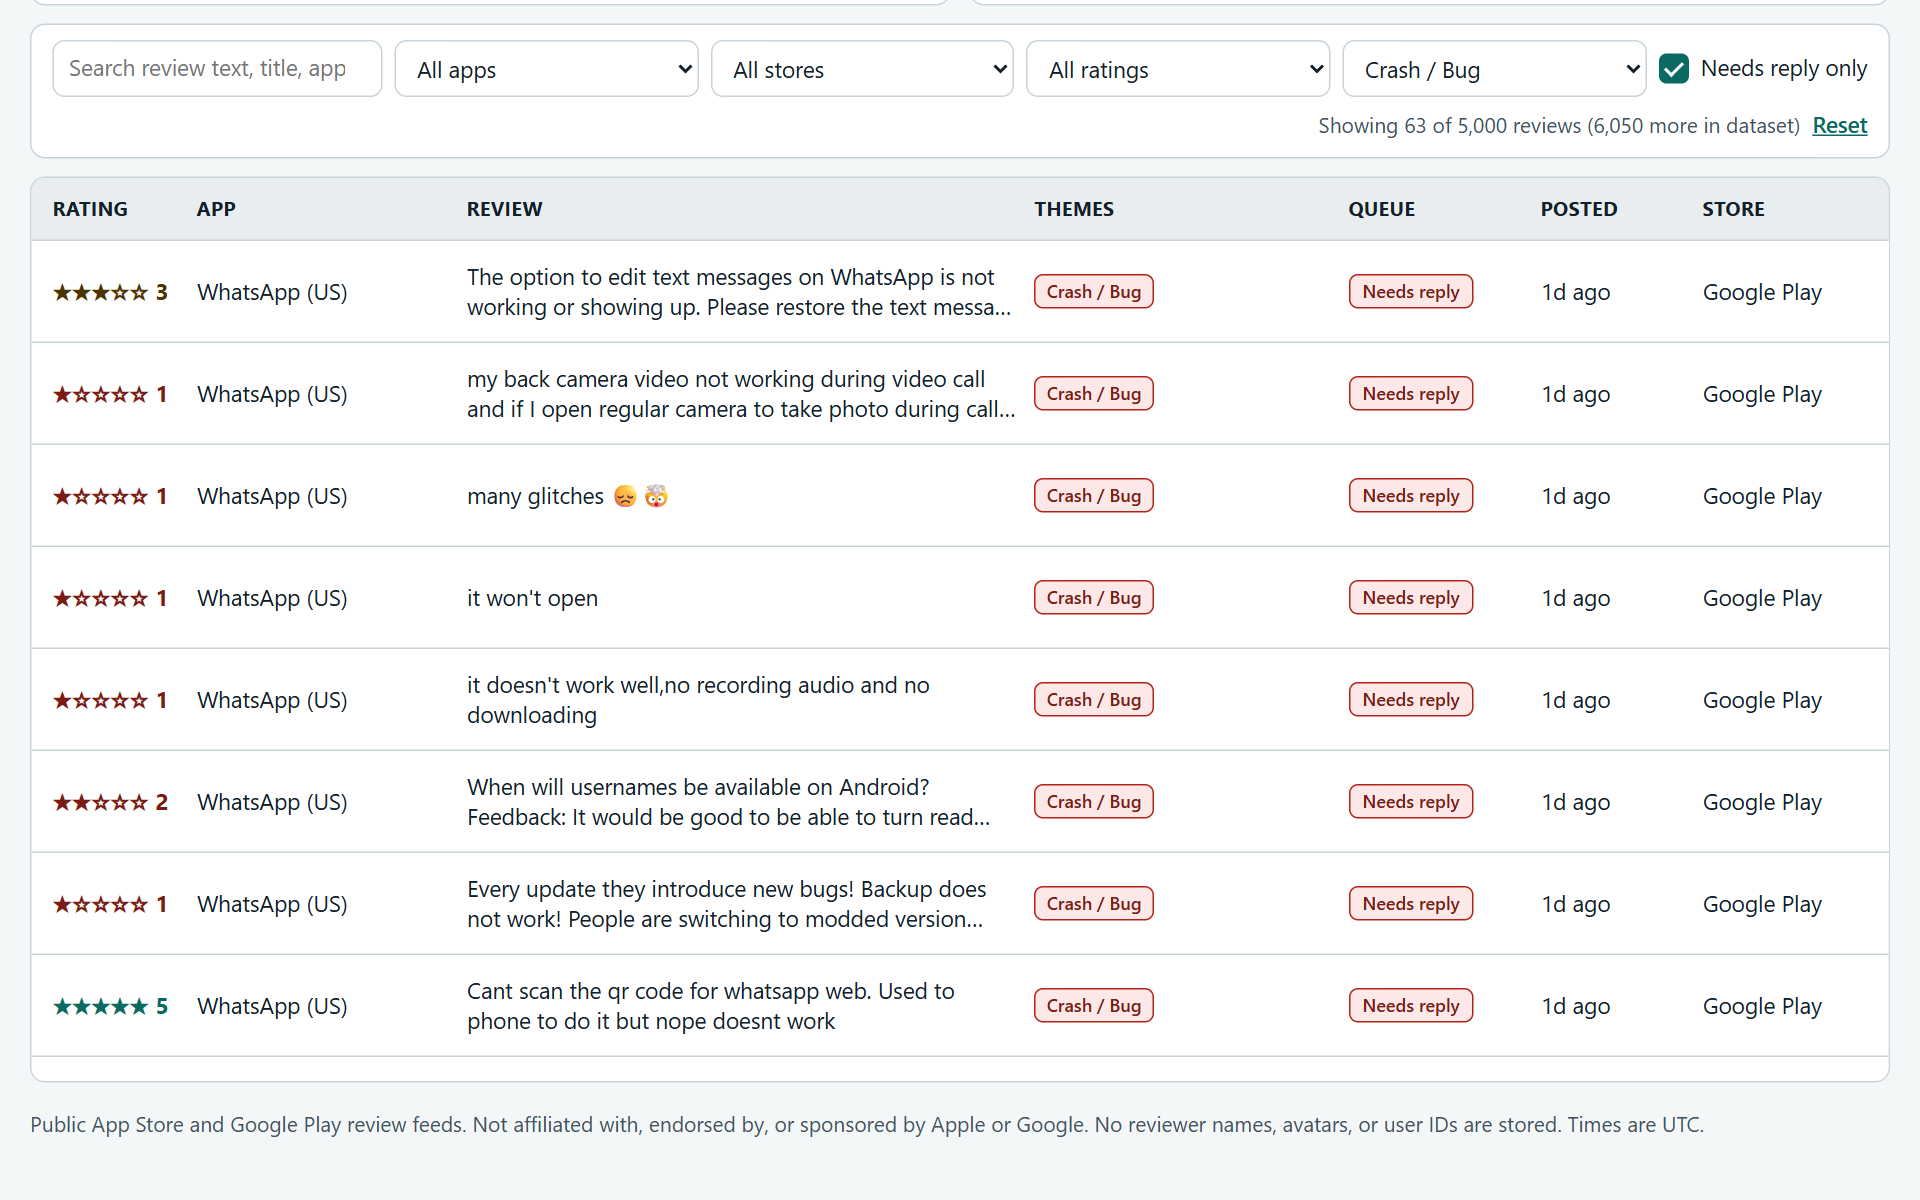 Search review text, title, app
All apps
All stores
All ratings
Crash / Bug
Needs reply only
Showing 63 of 5,000 reviews (6,050 more in dataset) Reset
RATING APP REVIEW THEMES QUEUE POSTED STORE
★★★☆☆ 3 WhatsApp (US) The option to edit text messages on WhatsApp is not
working or showing up. Please restore the text messa... Crash / Bug Needs reply 1d ago Google Play
★☆☆☆☆ 1 WhatsApp (US) my back camera video not working during video call
and if I open regular camera to take photo during call... Crash / Bug Needs reply 1d ago Google Play
★☆☆☆☆ 1 WhatsApp (US) many glitches 😡 🤯 Crash / Bug Needs reply 1d ago Google Play
★☆☆☆☆ 1 WhatsApp (US) it won't open Crash / Bug Needs reply 1d ago Google Play
★☆☆☆☆ 1 WhatsApp (US) it doesn't work well,no recording audio and no
downloading Crash / Bug Needs reply 1d ago Google Play
★★☆☆☆ 2 WhatsApp (US) When will usernames be available on Android?
Feedback: It would be good to be able to turn read... Crash / Bug Needs reply 1d ago Google Play
★☆☆☆☆ 1 WhatsApp (US) Every update they introduce new bugs! Backup does
not work! People are switching to modded version... Crash / Bug Needs reply 1d ago Google Play
★★★★★ 5 WhatsApp (US) Cant scan the qr code for whatsapp web. Used to
phone to do it but nope doesnt work Crash / Bug Needs reply 1d ago Google Play
Public App Store and Google Play review feeds. Not affiliated with, endorsed by, or sponsored by Apple or Google. No reviewer names, avatars, or user IDs are stored. Times are UTC.